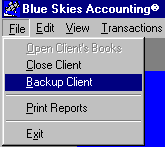 Blue Skies Accounting®
File Edit View Transactions
Open Client's Books
Close Client
Backup Client
Print Reports
Exit